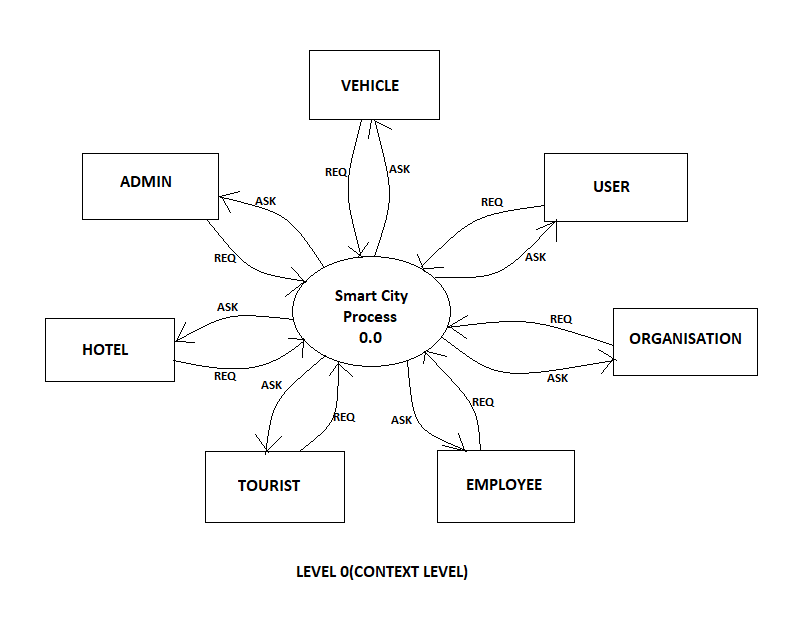 VEHICLE
ADMIN
USER
REQ
ASK
ASK
REQ
REQ
ASK
Smart City
Process
0.0
HOTEL
ASK
REQ
ORGANISATION
REQ
ASK
ASK
REQ
ASK
REQ
TOURIST
EMPLOYEE
LEVEL 0(CONTEXT LEVEL)